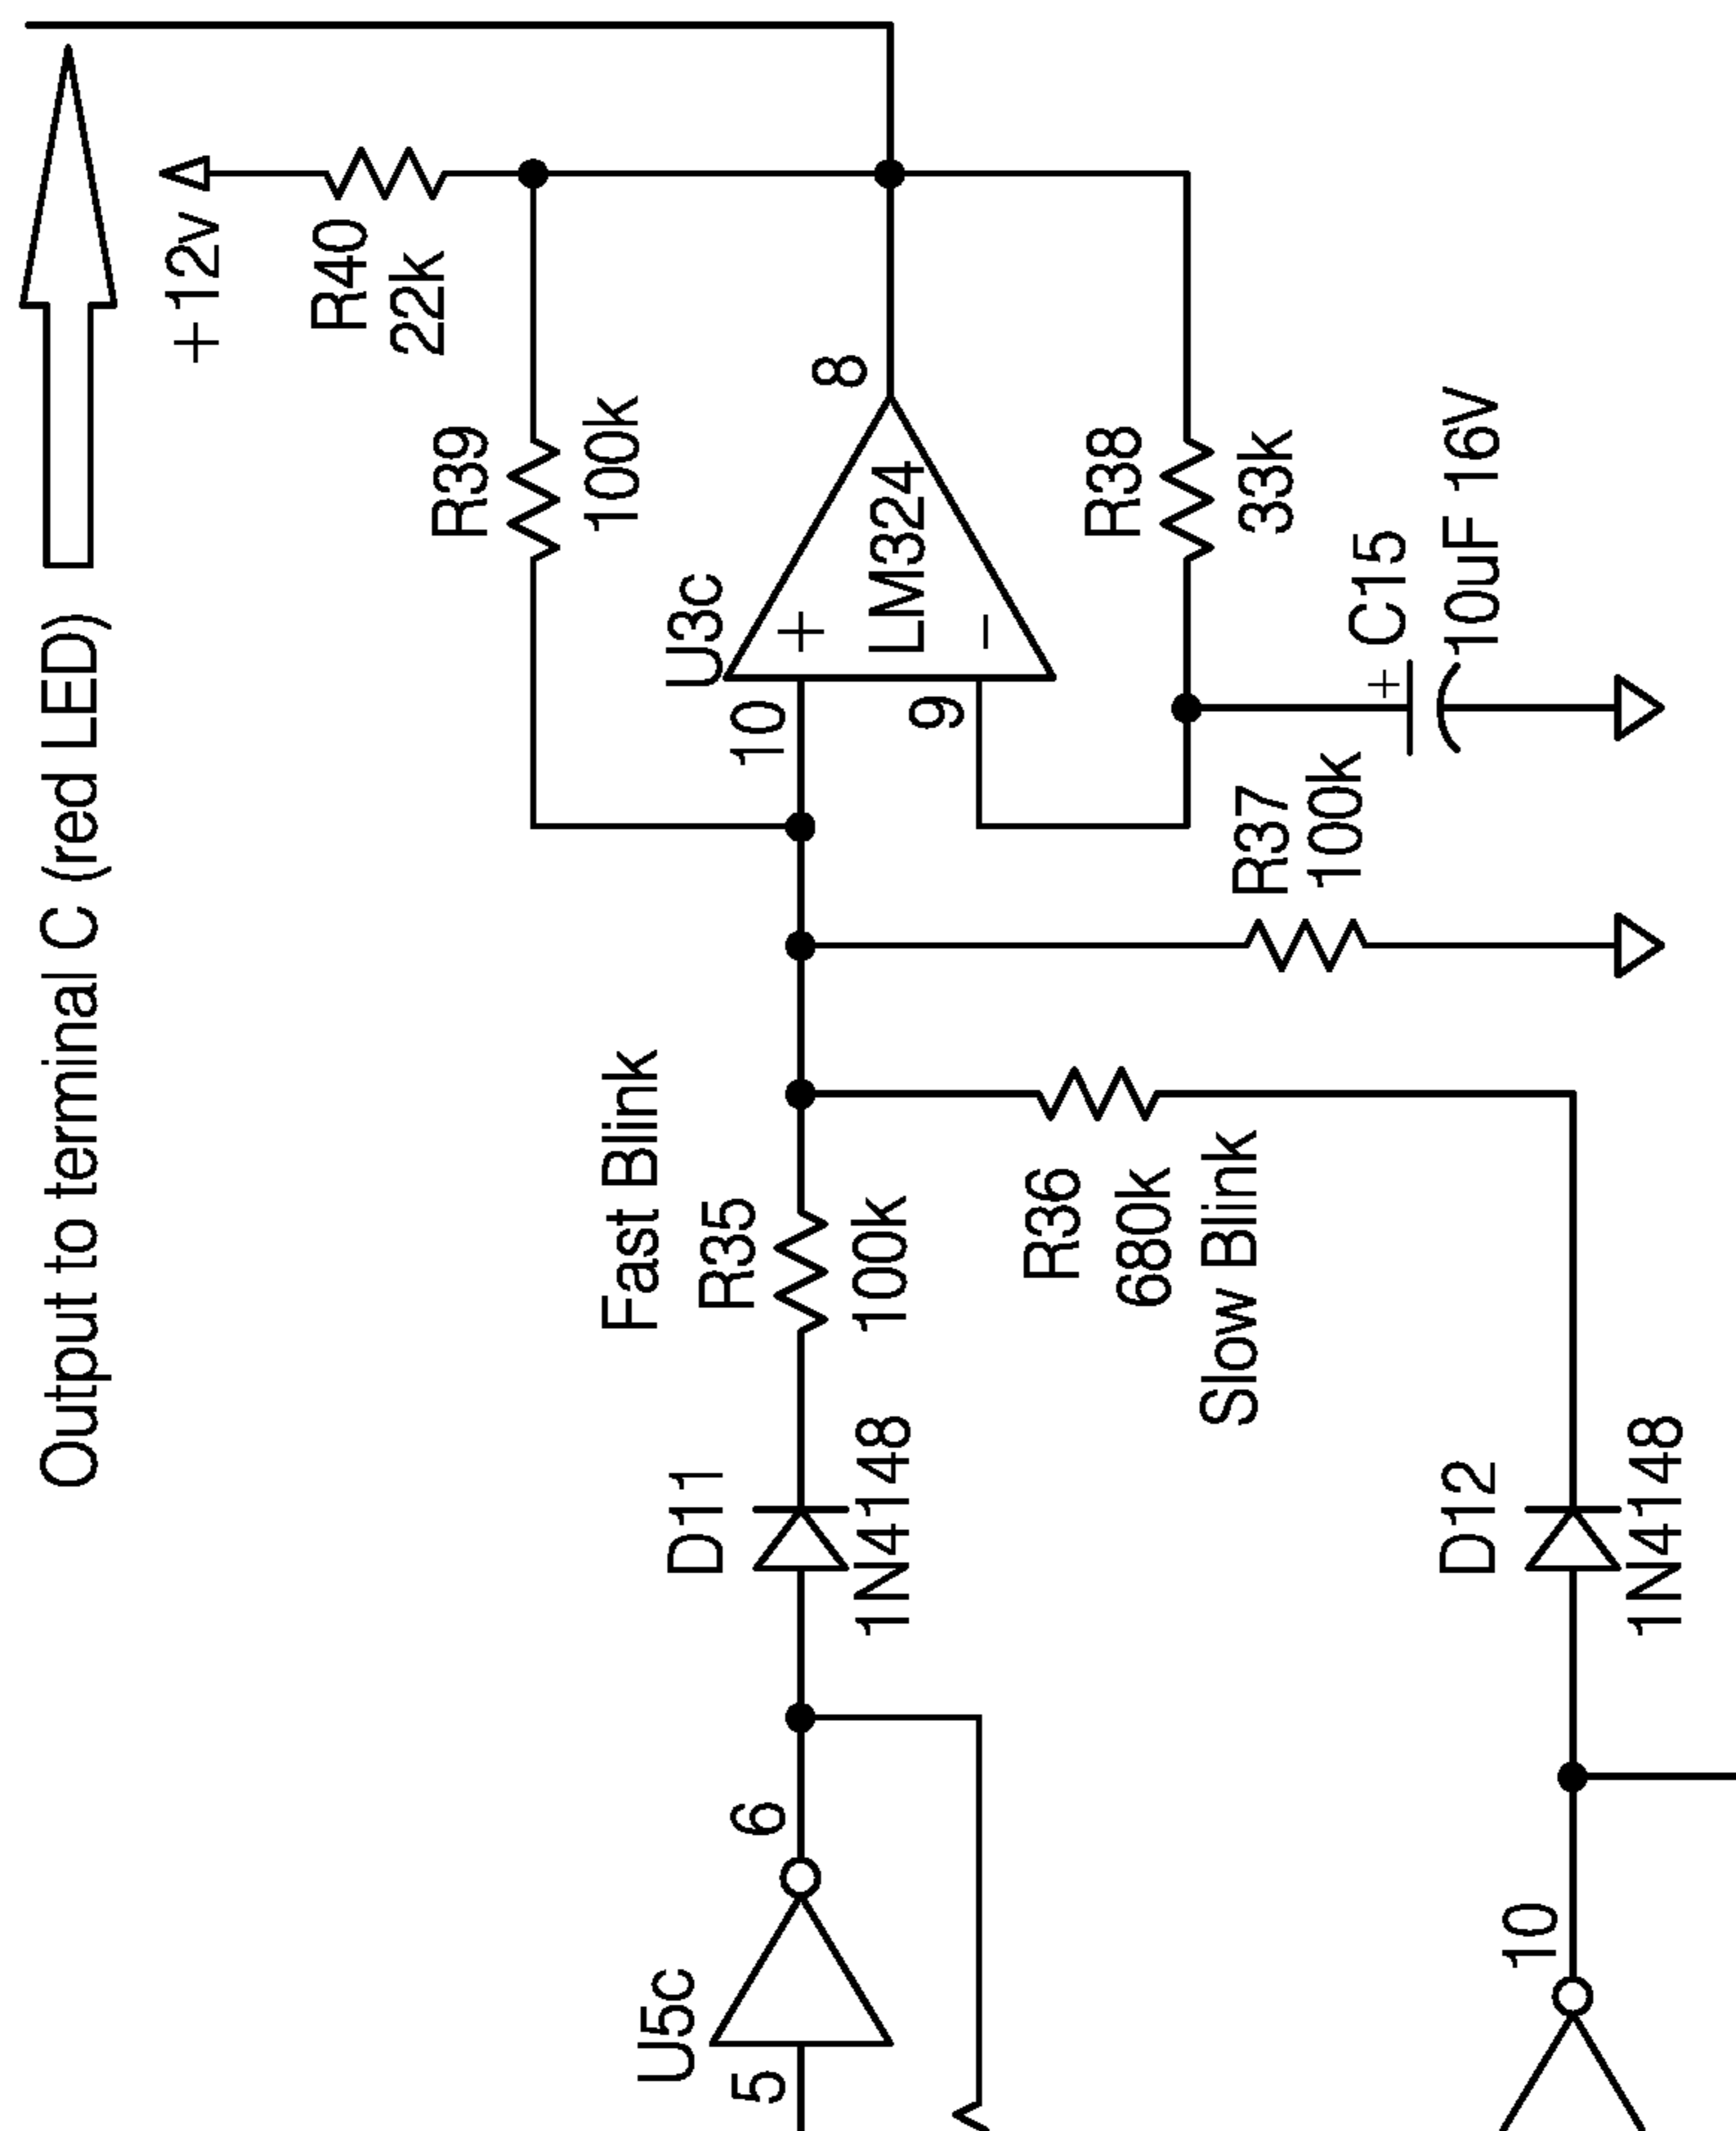 Output to terminal C (red LED)
+12v
R40
22k
R39
100k
8
U3c
LM324
+
−
10
9
R38
33k
+
C15
10uF 16V
R37
100k
Fast Blink
R35
100k
R36
680k
Slow Blink
D11
1N4148
D12
1N4148
6
U5c
5
10